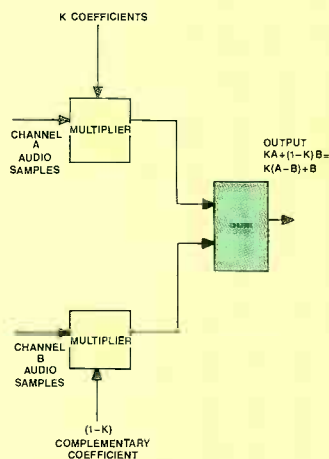 K COEFFICIENTS
MULTIPLIER
CHANNEL
A
AUDIO
SAMPLES
OUTPUT
KA+(1-K)B=
K(A-B)+B
MULTIPLIER
CHANNEL
B
AUDIO
SAMPLES
(1-K)
COMPLEMENTARY
COEFFICIENT